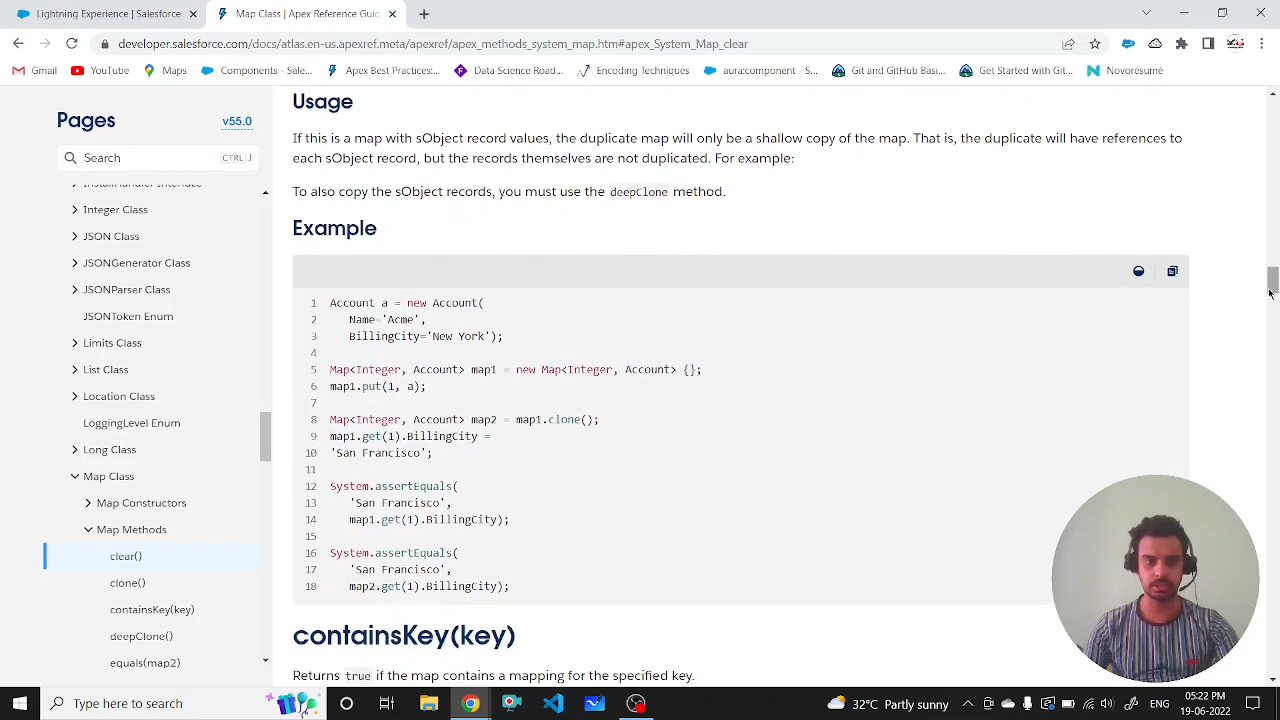 Lightning Experience | Salesforce
Map Class | Apex Reference Guid
developer.salesforce.com/docs/atlas.en-us.apexref.meta/apexref/apex_methods_system_map.htm#apex_System_Map_clear
Gmail
YouTube
Maps
Components - Sale...
Apex Best Practices:...
Data Science Road...
Encoding Techniques
aura:component - S...
Git and GitHub Basi...
Get Started with Git...
Novorésumé
Pages
v55.0
Search
CTRL J
InstallHandler Interface
Integer Class
JSON Class
JSONGenerator Class
JSONParser Class
JSONToken Enum
Limits Class
List Class
Location Class
LoggingLevel Enum
Long Class
Map Class
Map Constructors
Map Methods
clear()
clone()
containsKey(key)
deepClone()
equals(map2)
Usage
If this is a map with sObject record values, the duplicate map will only be a shallow copy of the map. That is, the duplicate will have references to
each sObject record, but the records themselves are not duplicated. For example:
To also copy the sObject records, you must use the deepClone method.
Example
1 Account a = new Account(
2 Name='Acme',
3 BillingCity='New York');
4
5 Map<Integer, Account> map1 = new Map<Integer, Account> {};
6 map1.put(1, a);
7
8 Map<Integer, Account> map2 = map1.clone();
9 map1.get(1).BillingCity =
10 'San Francisco';
11
12 System.assertEquals(
13 'San Francisco',
14 map1.get(1).BillingCity);
15
16 System.assertEquals(
17 'San Francisco',
18 map2.get(1).BillingCity);
containsKey(key)
Returns true if the map contains a mapping for the specified key.
Type here to search
32°C Partly sunny
05:22 PM
19-06-2022